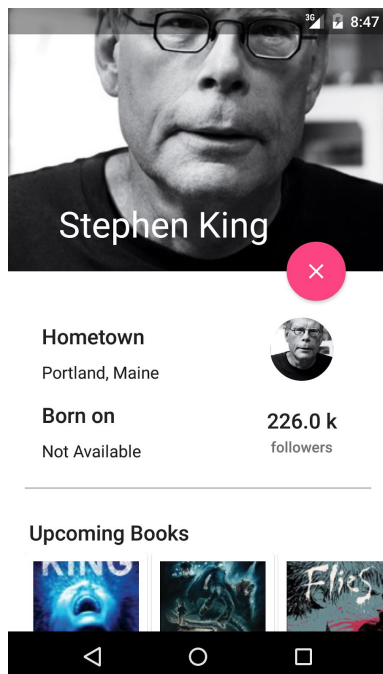 3G 8:47
Stephen King
Hometown
Portland, Maine
Born on
Not Available
226.0 k
followers
Upcoming Books
KING
Flies